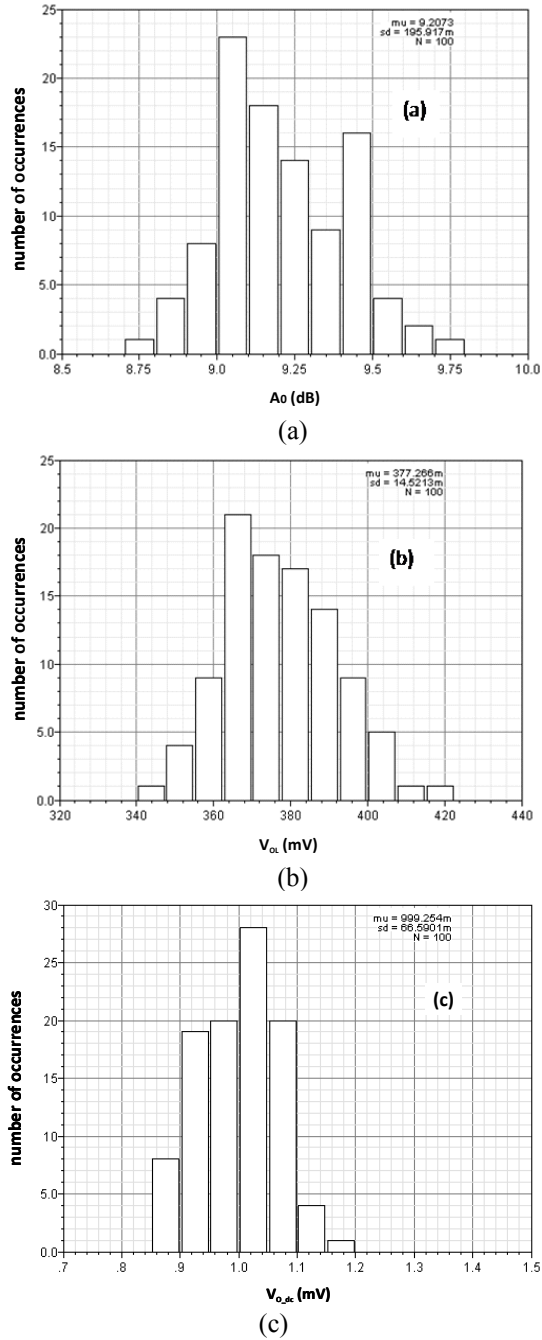 25
mu = 9.2073
sd = 195.917m
N = 100
20
(a)
15
10
5.0
0.0
number of occurrences
8.5 8.75 9.0 9.25 9.5 9.75 10.0
A0 (dB)
(a)
25
mu = 377.266m
sd = 14.5213m
N = 100
20
(b)
15
10
5.0
0.0
number of occurrences
320 340 360 380 400 420 440
VOL (mV)
(b)
30
mu = 999.254m
sd = 66.5901m
N = 100
25
(c)
20
15
10
5.0
0.0
number of occurrences
.7 .8 .9 1.0 1.1 1.2 1.3 1.4 1.5
VO_dc (mV)
(c)